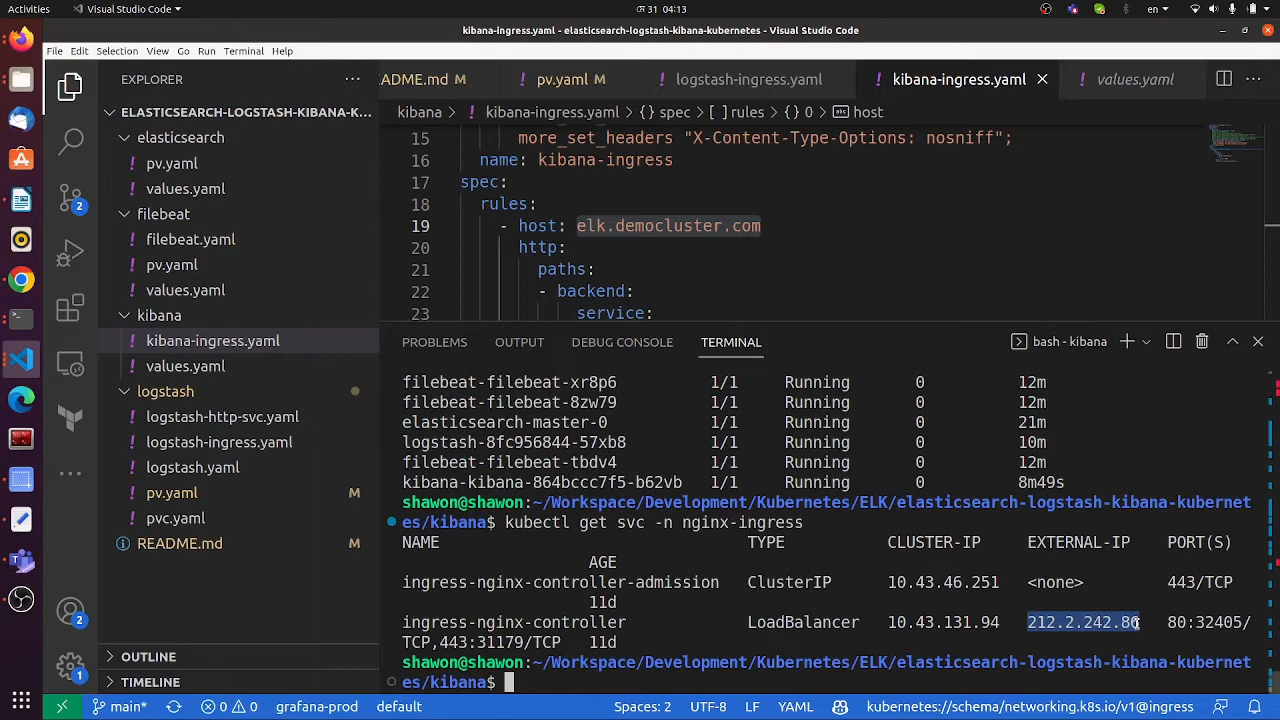 Activities
Visual Studio Code
মে 31 04:13
en
kibana-ingress.yaml - elasticsearch-logstash-kibana-kubernetes - Visual Studio Code
File Edit Selection View Go Run Terminal Help
EXPLORER
ADME.md M
pv.yaml M
logstash-ingress.yaml
kibana-ingress.yaml
values.yaml
ELASTICSEARCH-LOGSTASH-KIBANA-K...
kibana > kibana-ingress.yaml > {} spec > [ ] rules > {} 0 > abc host
elasticsearch
pv.yaml
values.yaml
filebeat
filebeat.yaml
pv.yaml
values.yaml
kibana
kibana-ingress.yaml
values.yaml
logstash
logstash-http-svc.yaml
logstash-ingress.yaml
logstash.yaml
pv.yaml M
pvc.yaml
README.md M
OUTLINE
TIMELINE
2
2
15 more_set_headers "X-Content-Type-Options: nosniff";
16 name: kibana-ingress
17 spec:
18 rules:
19 - host: elk.democluster.com
20 http:
21 paths:
22 - backend:
23 service:
PROBLEMS OUTPUT DEBUG CONSOLE TERMINAL
bash - kibana
filebeat-filebeat-xr8p6 1/1 Running 0 12m
filebeat-filebeat-8zw79 1/1 Running 0 12m
elasticsearch-master-0 1/1 Running 0 21m
logstash-8fc956844-57xb8 1/1 Running 0 10m
filebeat-filebeat-tbdv4 1/1 Running 0 12m
kibana-kibana-864bccc7f5-b62vb 1/1 Running 0 8m49s
shawon@shawon:~/Workspace/Development/Kubernetes/ELK/elasticsearch-logstash-kibana-kubernet
es/kibana$ kubectl get svc -n nginx-ingress
NAME TYPE CLUSTER-IP EXTERNAL-IP PORT(S)
AGE
ingress-nginx-controller-admission ClusterIP 10.43.46.251 <none> 443/TCP
11d
ingress-nginx-controller LoadBalancer 10.43.131.94 212.2.242.86 80:32405/
TCP,443:31179/TCP 11d
shawon@shawon:~/Workspace/Development/Kubernetes/ELK/elasticsearch-logstash-kibana-kubernet
es/kibana$
main* 0 0 grafana-prod default Spaces: 2 UTF-8 LF YAML kubernetes://schema/networking.k8s.io/v1@ingress